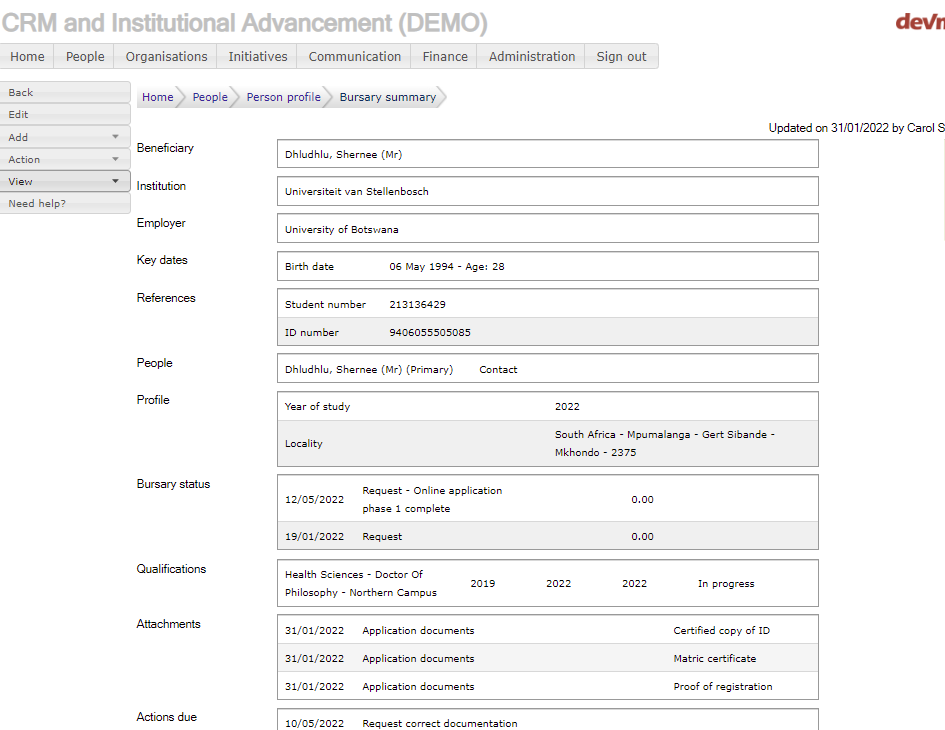 CRM and Institutional Advancement (DEMO)
Home People Organisations Initiatives Communication Finance Administration Sign out
Back
Edit
Add
Action
View
Need help?
Home People Person profile Bursary summary
Updated on 31/01/2022 by Carol S
Beneficiary
Dhludhlu, Shernee (Mr)
Institution
Universiteit van Stellenbosch
Employer
University of Botswana
Key dates
Birth date 06 May 1994 - Age: 28
References
Student number 213136429
ID number 9406055505085
People
Dhludhlu, Shernee (Mr) (Primary) Contact
Profile
Year of study 2022
Locality South Africa - Mpumalanga - Gert Sibande -
Mkhondo - 2375
Bursary status
12/05/2022 Request - Online application
phase 1 complete 0.00
19/01/2022 Request 0.00
Qualifications
Health Sciences - Doctor Of
Philosophy - Northern Campus 2019 2022 2022 In progress
Attachments
31/01/2022 Application documents Certified copy of ID
31/01/2022 Application documents Matric certificate
31/01/2022 Application documents Proof of registration
Actions due
10/05/2022 Request correct documentation